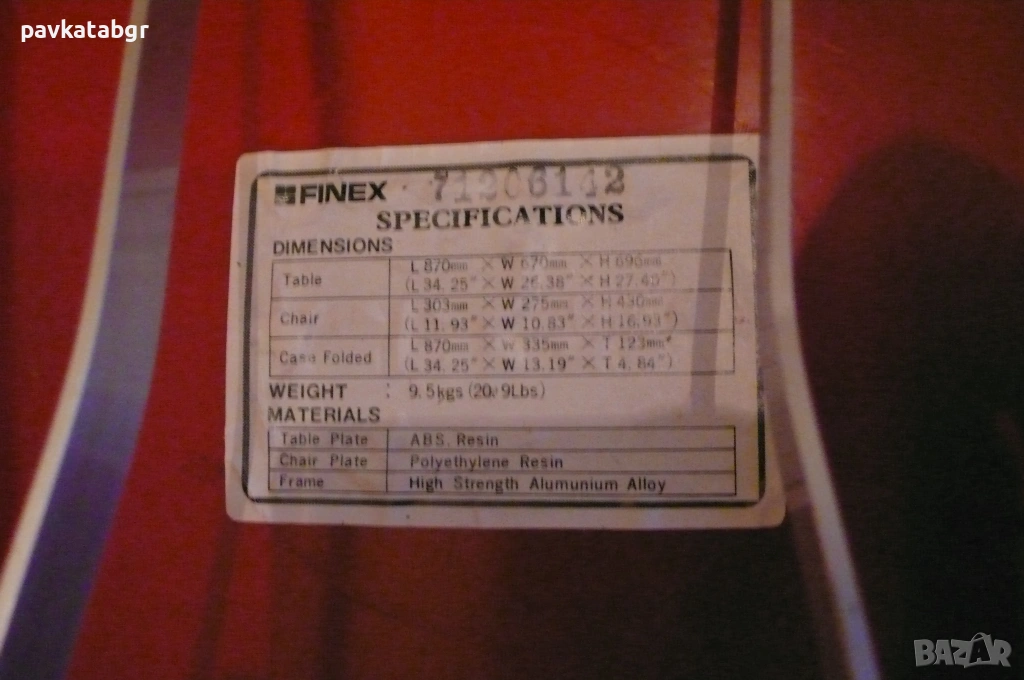 pavkatabgr
FINEX 71206142
SPECIFICATIONS
DIMENSIONS
Table L 870mm × W 670mm × H 696mm
(L 34.25" × W 26.38" × H 27.45")
Chair L 303mm × W 275mm × H 430mm
(L 11.93" × W 10.83" × H 16.93")
Case Folded L 870mm × W 335mm × T 123mm
(L 34.25" × W 13.19" × T 4.84")
WEIGHT : 9.5kgs (20.9Lbs)
MATERIALS
Table Plate ABS. Resin
Chair Plate Polyethylene Resin
Frame High Strength Alumunium Alloy
BAZAR